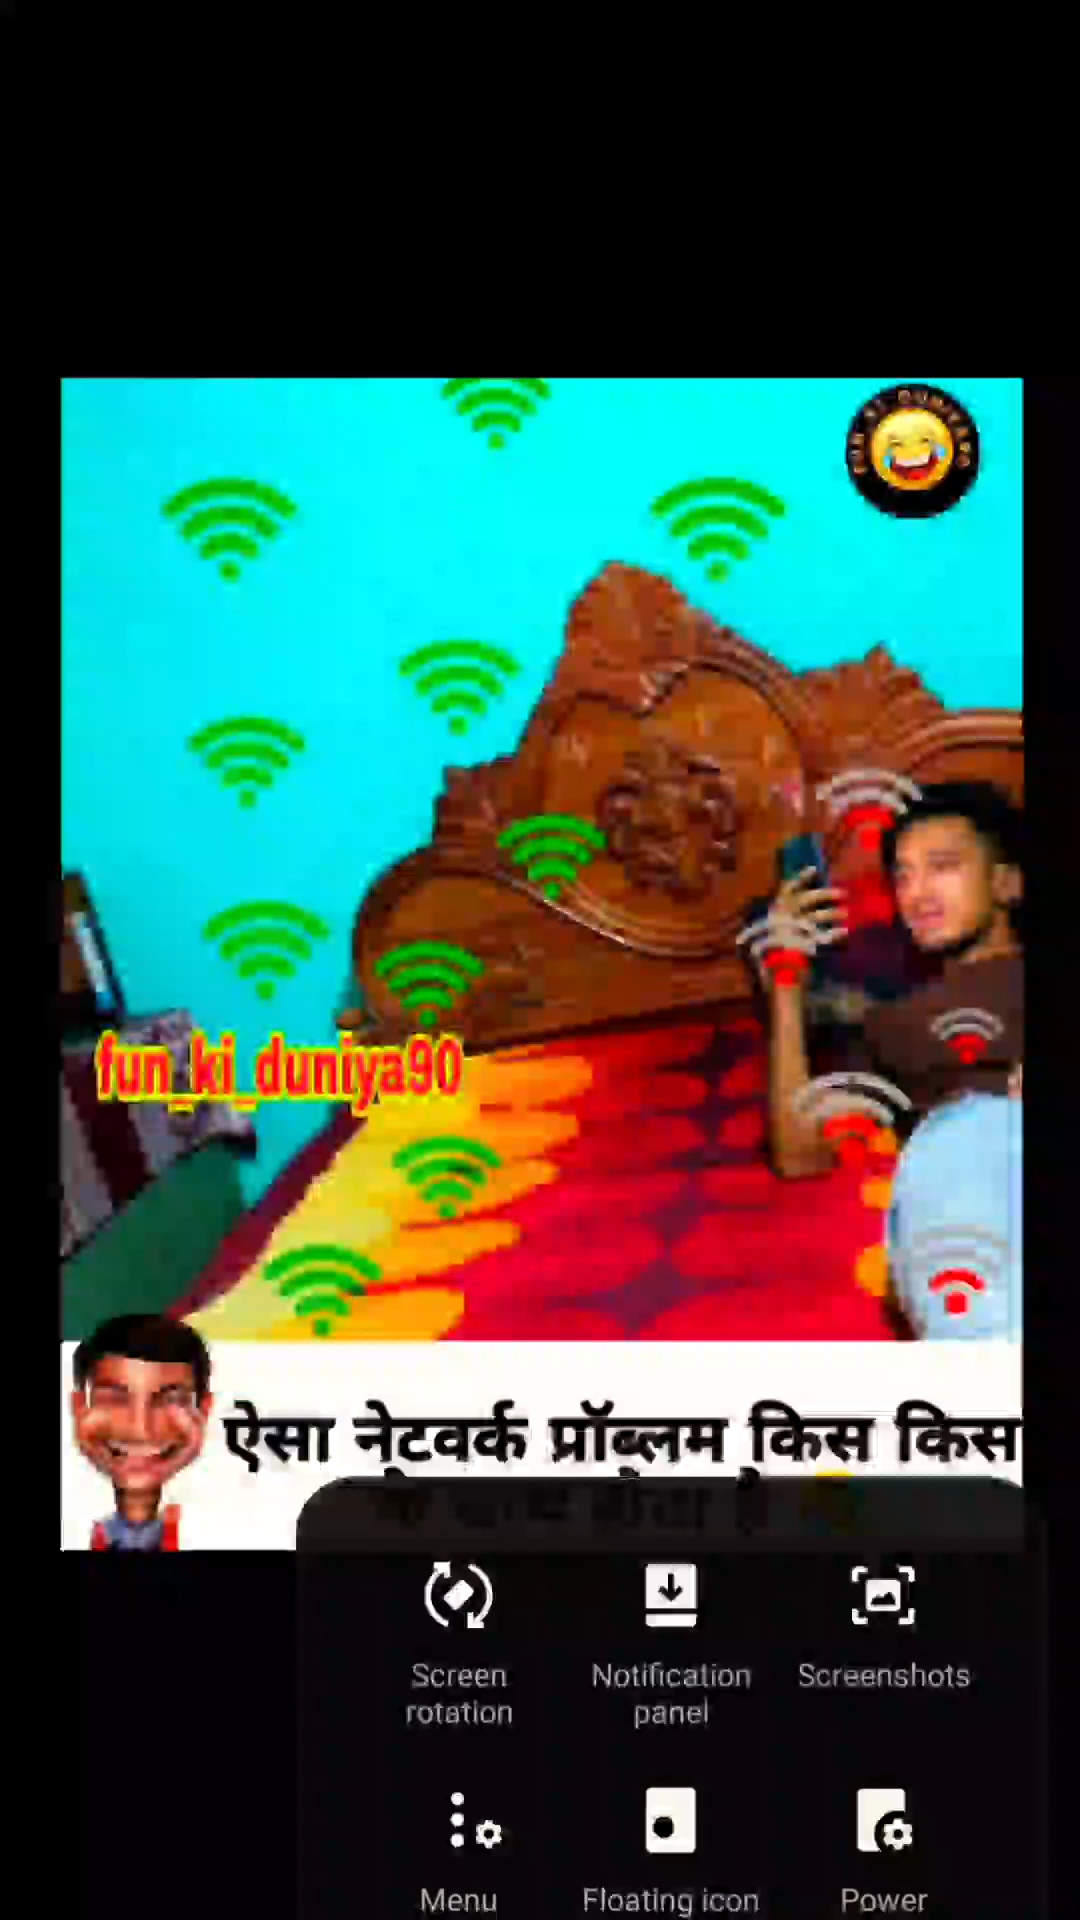 fun_ki_duniya90
ऐसा नेटवर्क प्रॉब्लम किस किस
Screen rotation
Notification panel
Screenshots
Menu
Floating icon
Power